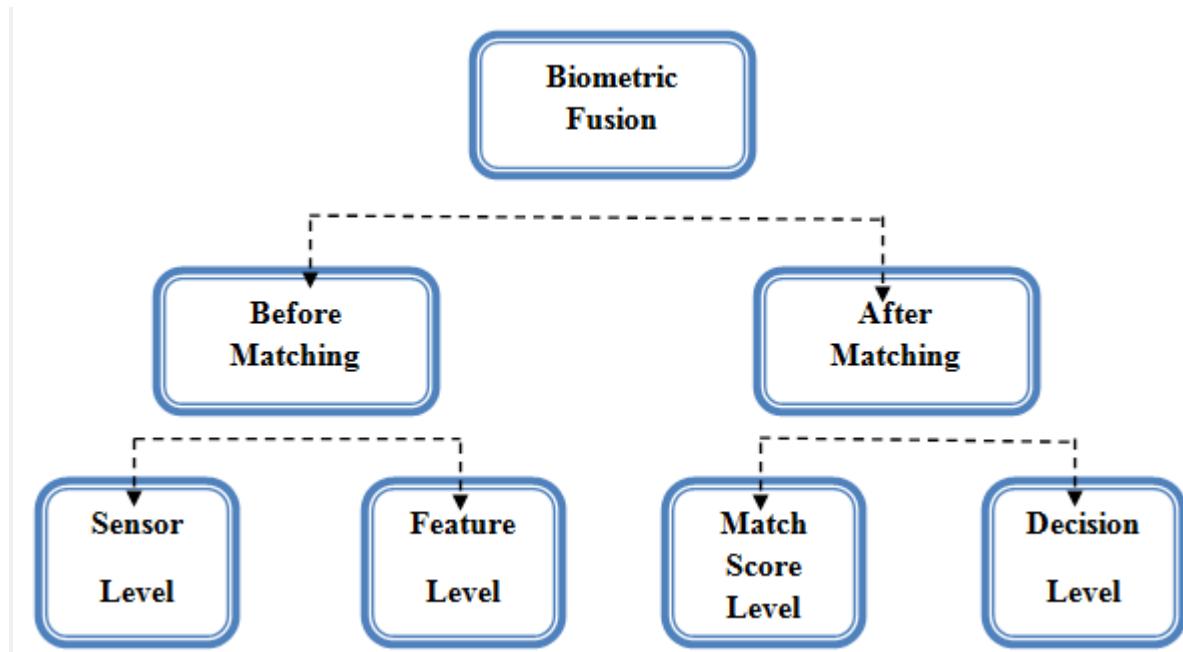 Biometric
Fusion
Before
Matching
After
Matching
Sensor
Level
Feature
Level
Match
Score
Level
Decision
Level